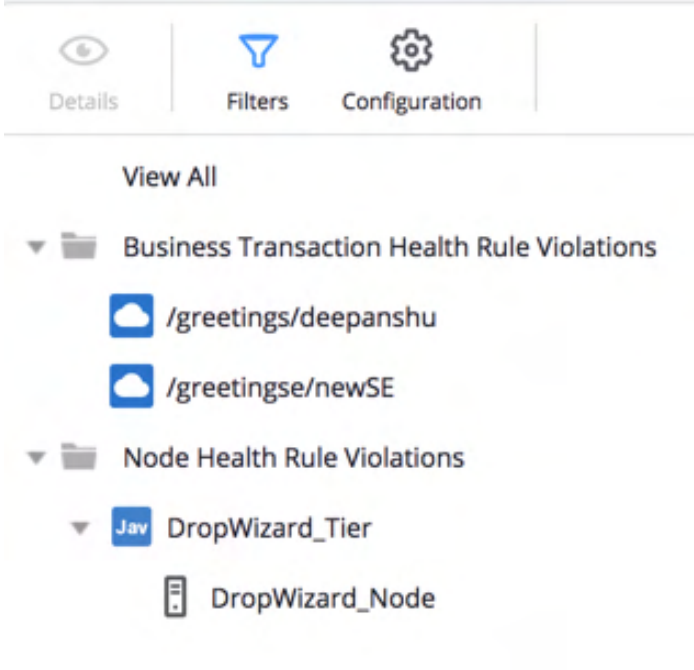 Details
Filters
Configuration
View All
Business Transaction Health Rule Violations
/greetings/deepanshu
/greetingse/newSE
Node Health Rule Violations
Jav DropWizard_Tier
DropWizard_Node